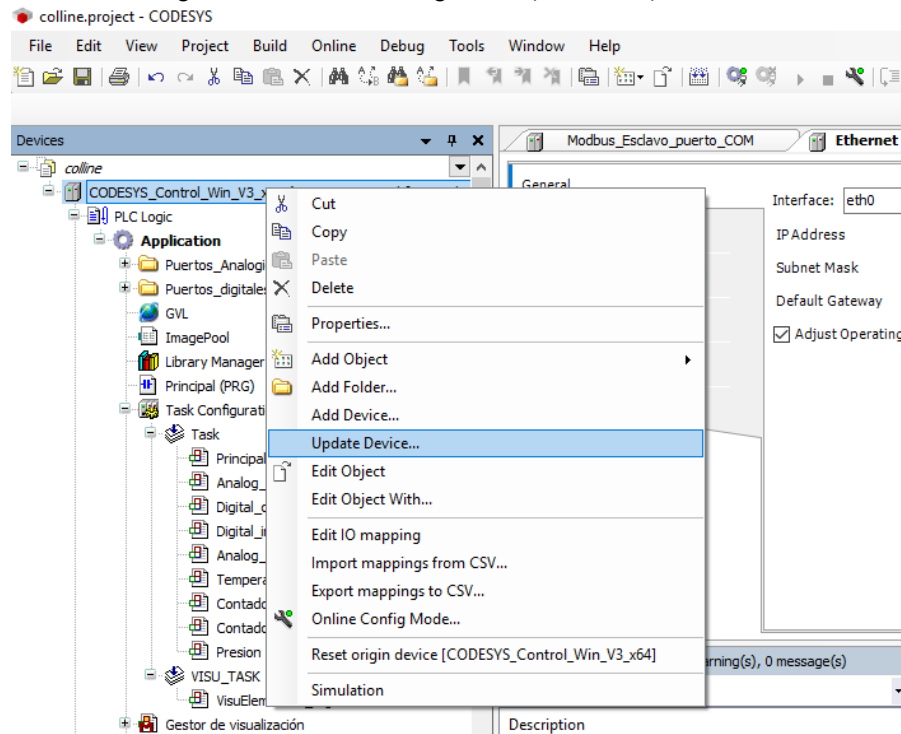 colline.project - CODESYS
File Edit View Project Build Online Debug Tools Window Help
Devices
Modbus_Esclavo_puerto_COM
Ethernet
colline
CODESYS_Control_Win_V3_x
General
PLC Logic
Application
Puertos_Analogi
Puertos_digitales
GVL
ImagePool
Library Manager
Principal (PRG)
Task Configurati
Task
Principal
Analog_
Digital_
Digital_i
Analog_
Tempera
Contado
Contado
Presion
VISU_TASK
VisuElem
Gestor de visualización
Cut
Copy
Paste
Delete
Properties...
Add Object
Add Folder...
Add Device...
Update Device...
Edit Object
Edit Object With...
Edit IO mapping
Import mappings from CSV...
Export mappings to CSV...
Online Config Mode...
Reset origin device [CODESYS_Control_Win_V3_x64]
Simulation
Interface: eth0
IP Address
Subnet Mask
Default Gateway
Adjust Operating
arning(s), 0 message(s)
Description